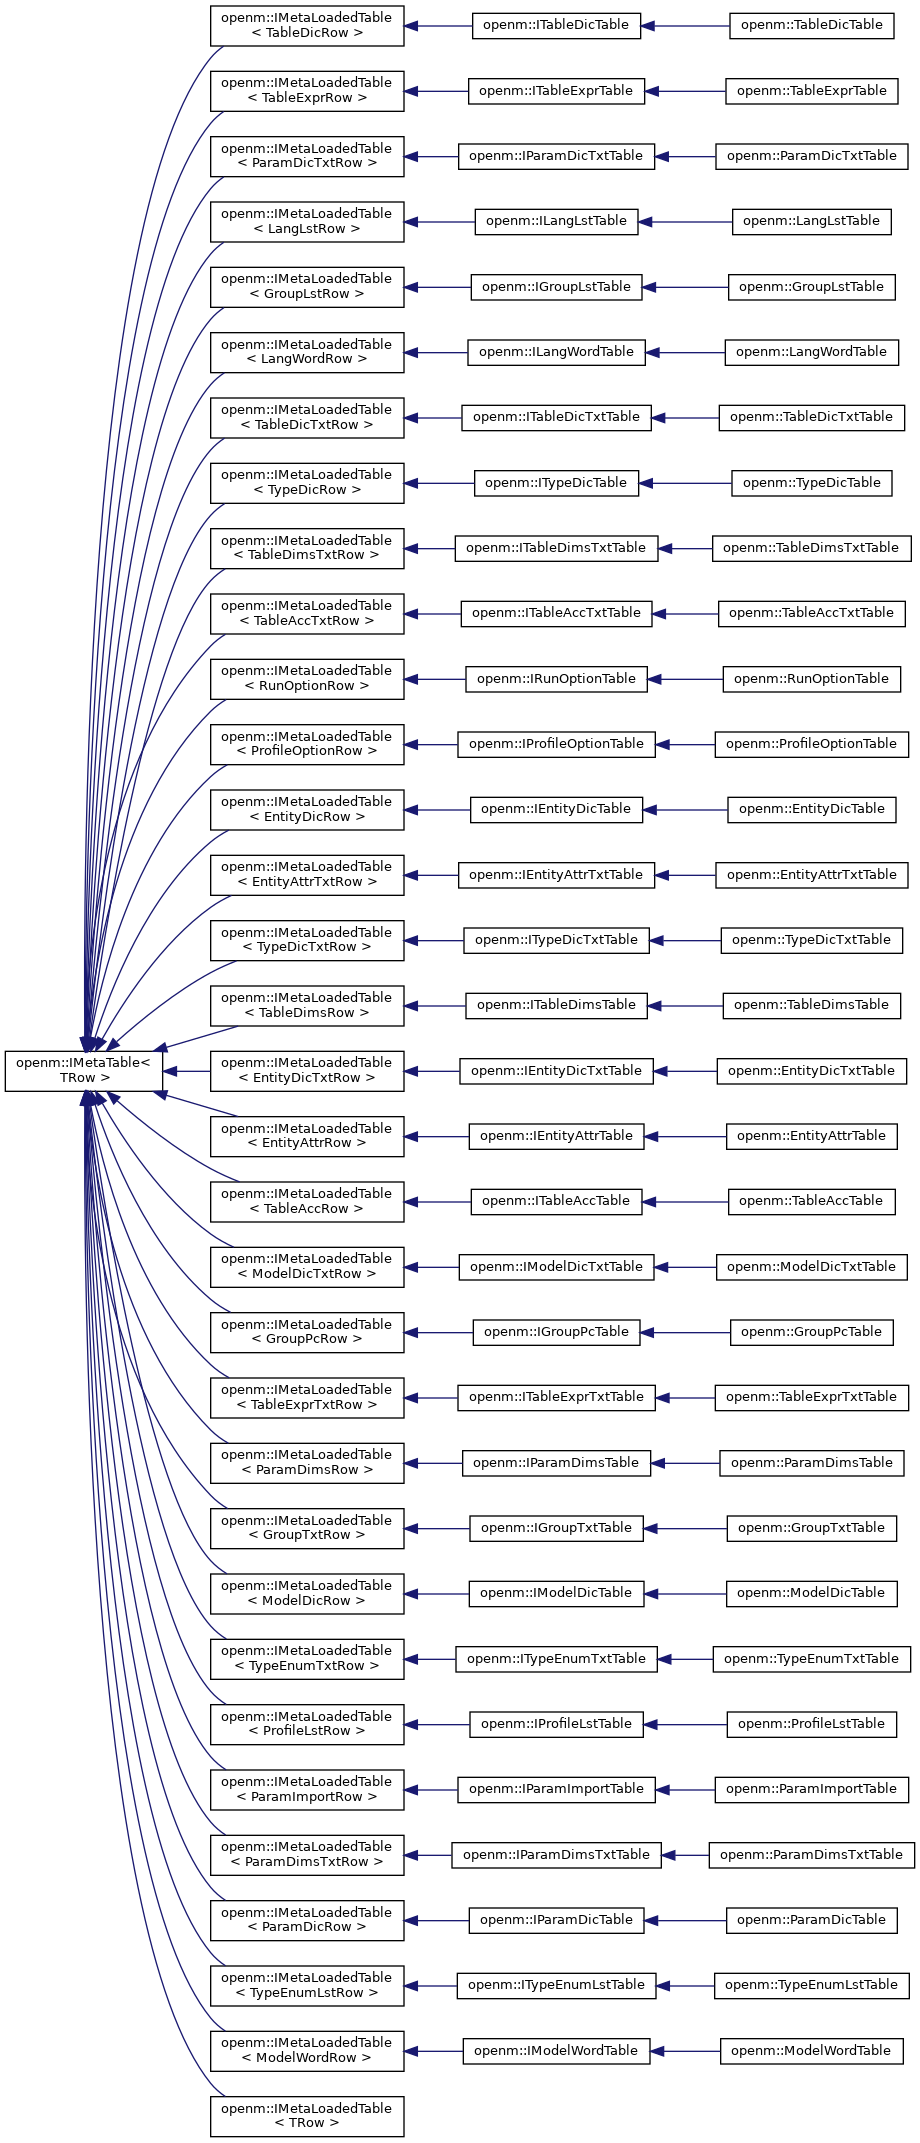 openm::IMetaLoadedTable
< TableDicRow >
openm::ITableDicTable
openm::TableDicTable
openm::IMetaLoadedTable
< TableExprRow >
openm::ITableExprTable
openm::TableExprTable
openm::IMetaLoadedTable
< ParamDicTxtRow >
openm::IParamDicTxtTable
openm::ParamDicTxtTable
openm::IMetaLoadedTable
< LangLstRow >
openm::ILangLstTable
openm::LangLstTable
openm::IMetaLoadedTable
< GroupLstRow >
openm::IGroupLstTable
openm::GroupLstTable
openm::IMetaLoadedTable
< LangWordRow >
openm::ILangWordTable
openm::LangWordTable
openm::IMetaLoadedTable
< TableDicTxtRow >
openm::ITableDicTxtTable
openm::TableDicTxtTable
openm::IMetaLoadedTable
< TypeDicRow >
openm::ITypeDicTable
openm::TypeDicTable
openm::IMetaLoadedTable
< TableDimsTxtRow >
openm::ITableDimsTxtTable
openm::TableDimsTxtTable
openm::IMetaLoadedTable
< TableAccTxtRow >
openm::ITableAccTxtTable
openm::TableAccTxtTable
openm::IMetaLoadedTable
< RunOptionRow >
openm::IRunOptionTable
openm::RunOptionTable
openm::IMetaLoadedTable
< ProfileOptionRow >
openm::IProfileOptionTable
openm::ProfileOptionTable
openm::IMetaLoadedTable
< EntityDicRow >
openm::IEntityDicTable
openm::EntityDicTable
openm::IMetaLoadedTable
< EntityAttrTxtRow >
openm::IEntityAttrTxtTable
openm::EntityAttrTxtTable
openm::IMetaLoadedTable
< TypeDicTxtRow >
openm::ITypeDicTxtTable
openm::TypeDicTxtTable
openm::IMetaLoadedTable
< TableDimsRow >
openm::ITableDimsTable
openm::TableDimsTable
openm::IMetaTable<
TRow >
openm::IMetaLoadedTable
< EntityDicTxtRow >
openm::IEntityDicTxtTable
openm::EntityDicTxtTable
openm::IMetaLoadedTable
< EntityAttrRow >
openm::IEntityAttrTable
openm::EntityAttrTable
openm::IMetaLoadedTable
< TableAccRow >
openm::ITableAccTable
openm::TableAccTable
openm::IMetaLoadedTable
< ModelDicTxtRow >
openm::IModelDicTxtTable
openm::ModelDicTxtTable
openm::IMetaLoadedTable
< GroupPcRow >
openm::IGroupPcTable
openm::GroupPcTable
openm::IMetaLoadedTable
< TableExprTxtRow >
openm::ITableExprTxtTable
openm::TableExprTxtTable
openm::IMetaLoadedTable
< ParamDimsRow >
openm::IParamDimsTable
openm::ParamDimsTable
openm::IMetaLoadedTable
< GroupTxtRow >
openm::IGroupTxtTable
openm::GroupTxtTable
openm::IMetaLoadedTable
< ModelDicRow >
openm::IModelDicTable
openm::ModelDicTable
openm::IMetaLoadedTable
< TypeEnumTxtRow >
openm::ITypeEnumTxtTable
openm::TypeEnumTxtTable
openm::IMetaLoadedTable
< ProfileLstRow >
openm::IProfileLstTable
openm::ProfileLstTable
openm::IMetaLoadedTable
< ParamImportRow >
openm::IParamImportTable
openm::ParamImportTable
openm::IMetaLoadedTable
< ParamDimsTxtRow >
openm::IParamDimsTxtTable
openm::ParamDimsTxtTable
openm::IMetaLoadedTable
< ParamDicRow >
openm::IParamDicTable
openm::ParamDicTable
openm::IMetaLoadedTable
< TypeEnumLstRow >
openm::ITypeEnumLstTable
openm::TypeEnumLstTable
openm::IMetaLoadedTable
< ModelWordRow >
openm::IModelWordTable
openm::ModelWordTable
openm::IMetaLoadedTable
< TRow >